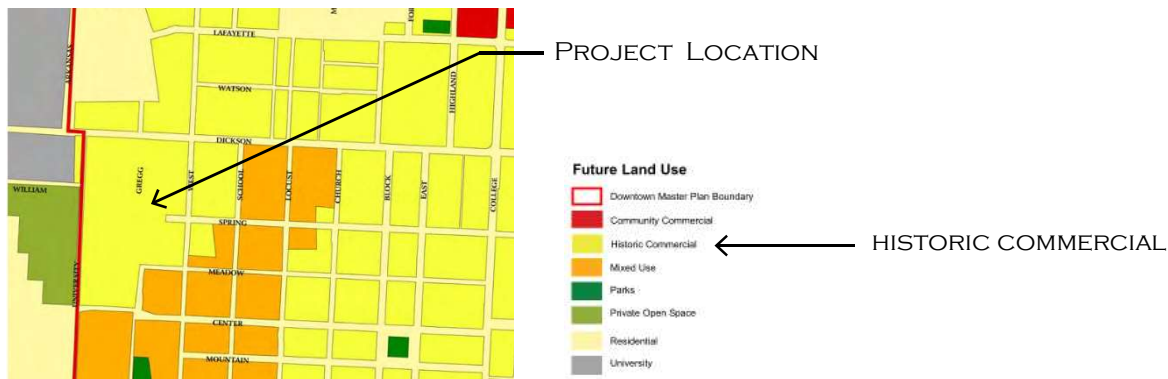 LAFAYETTE
ARKANSAS
HIGHLAND
WATSON
DICKSON
WILLIAM
GREGG
WEST
SCHOOL
LOCUST
CHURCH
BLOCK
EAST
COLLEGE
SPRING
UNIVERSITY
MEADOW
CENTER
MOUNTAIN
PROJECT LOCATION
Future Land Use
Downtown Master Plan Boundary
Community Commercial
Historic Commercial
Mixed Use
Parks
Private Open Space
Residential
University
HISTORIC COMMERCIAL